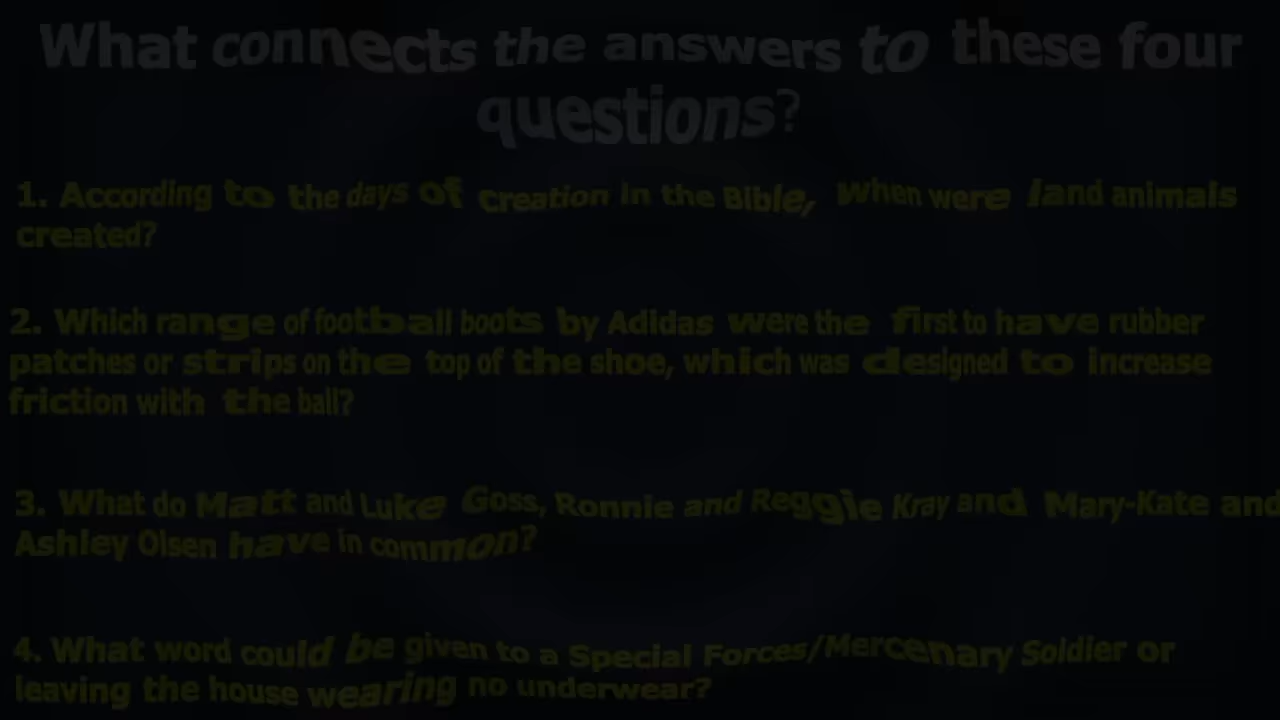 What connects the answers to these four
questions?
1. According to the days of Creation in the Bible, when were land animals
created?
2. Which range of football boots by Adidas were the first to have rubber
patches or strips on the top of the shoe, which was designed to increase
friction with the ball?
3. What do Matt and Luke Goss, Ronnie and Reggie Kray and Mary-Kate and
Ashley Olsen have in common?
4. What word could be given to a Special Forces/Mercenary Soldier or
leaving the house wearing no underwear?